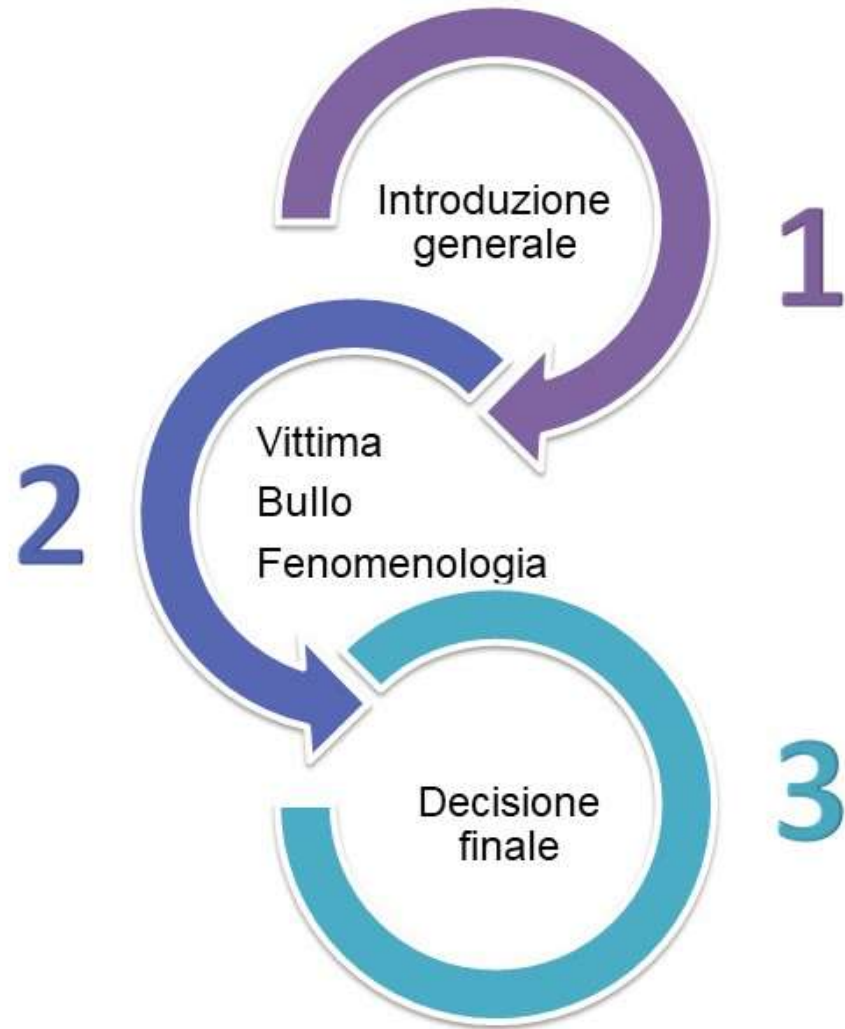 Introduzione
generale
1
2
Vittima
Bullo
Fenomenologia
Decisione
finale
3